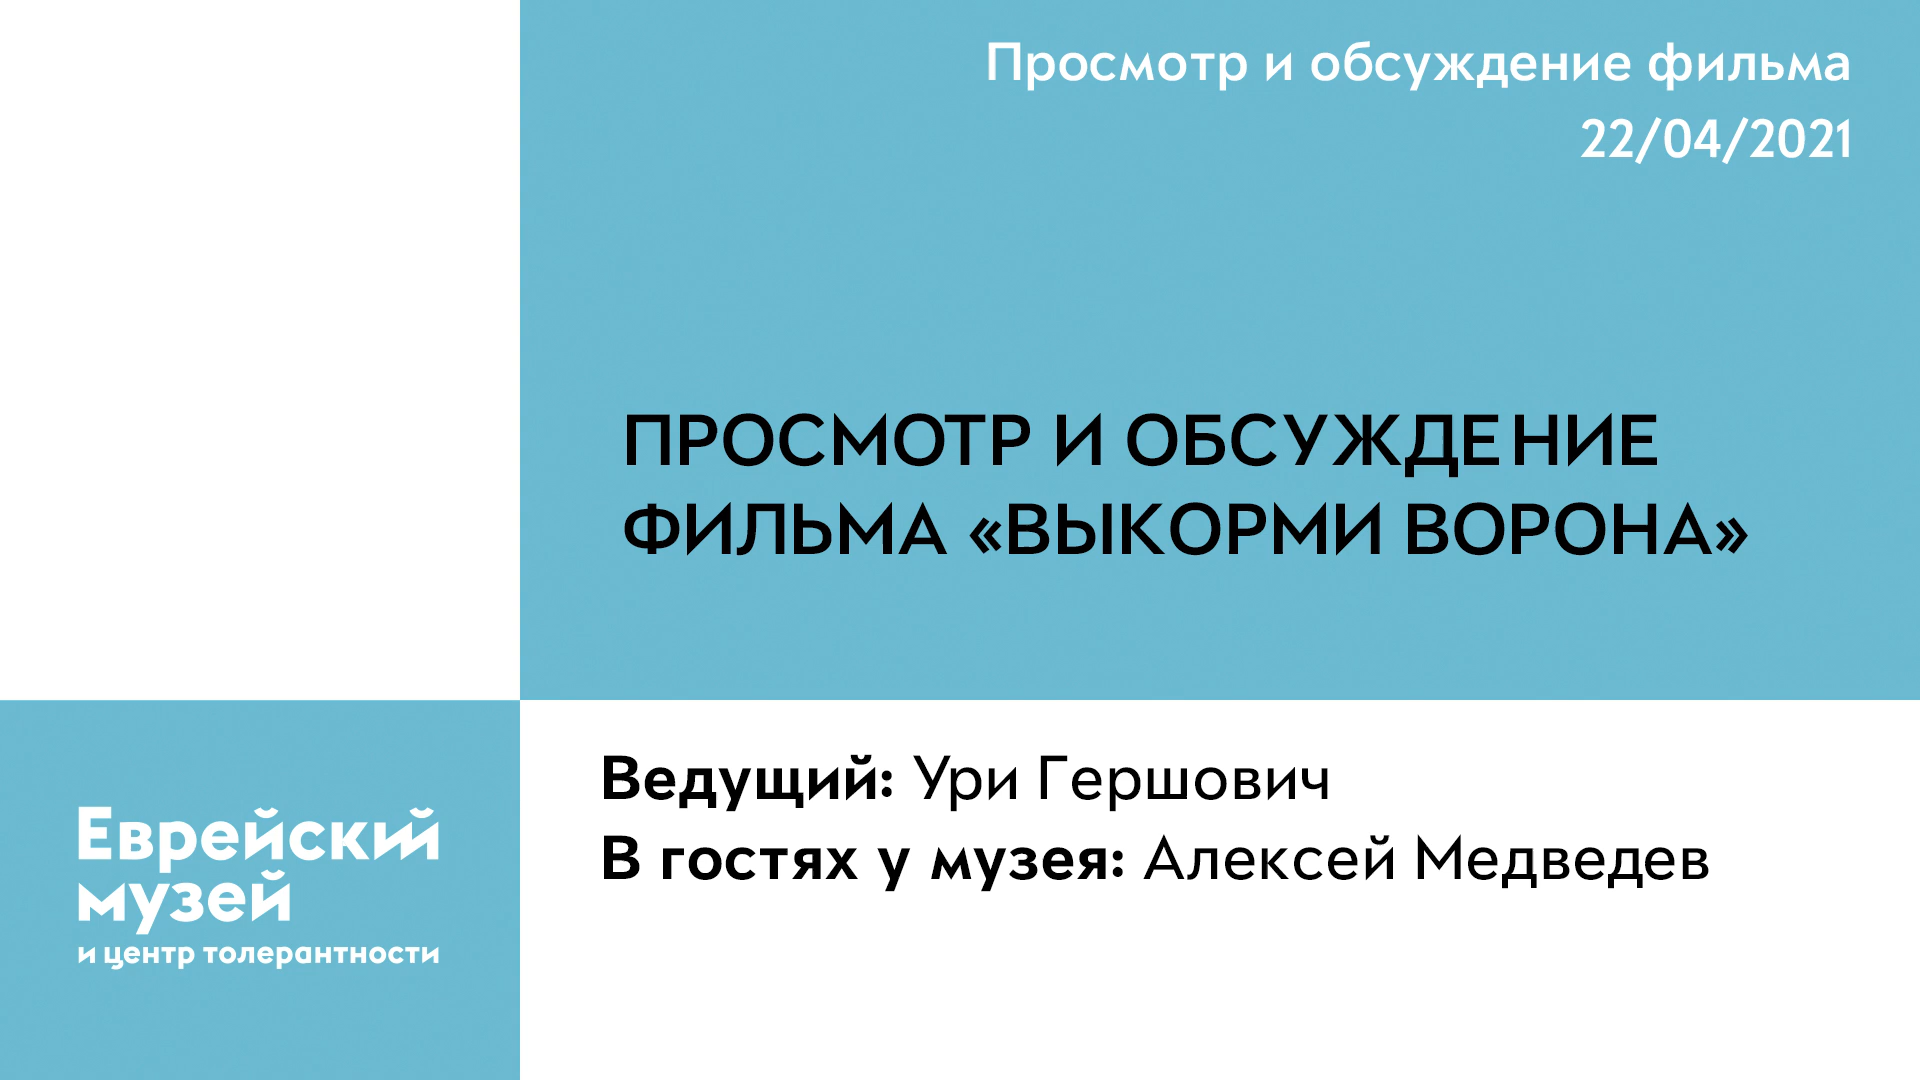 Просмотр и обсуждение фильма
22/04/2021
ПРОСМОТР И ОБСУЖДЕНИЕ
ФИЛЬМА «ВЫКОРМИ ВОРОНА»
Ведущий: Ури Гершович
В гостях у музея: Алексей Медведев
Еврейский
музей
и центр толерантности